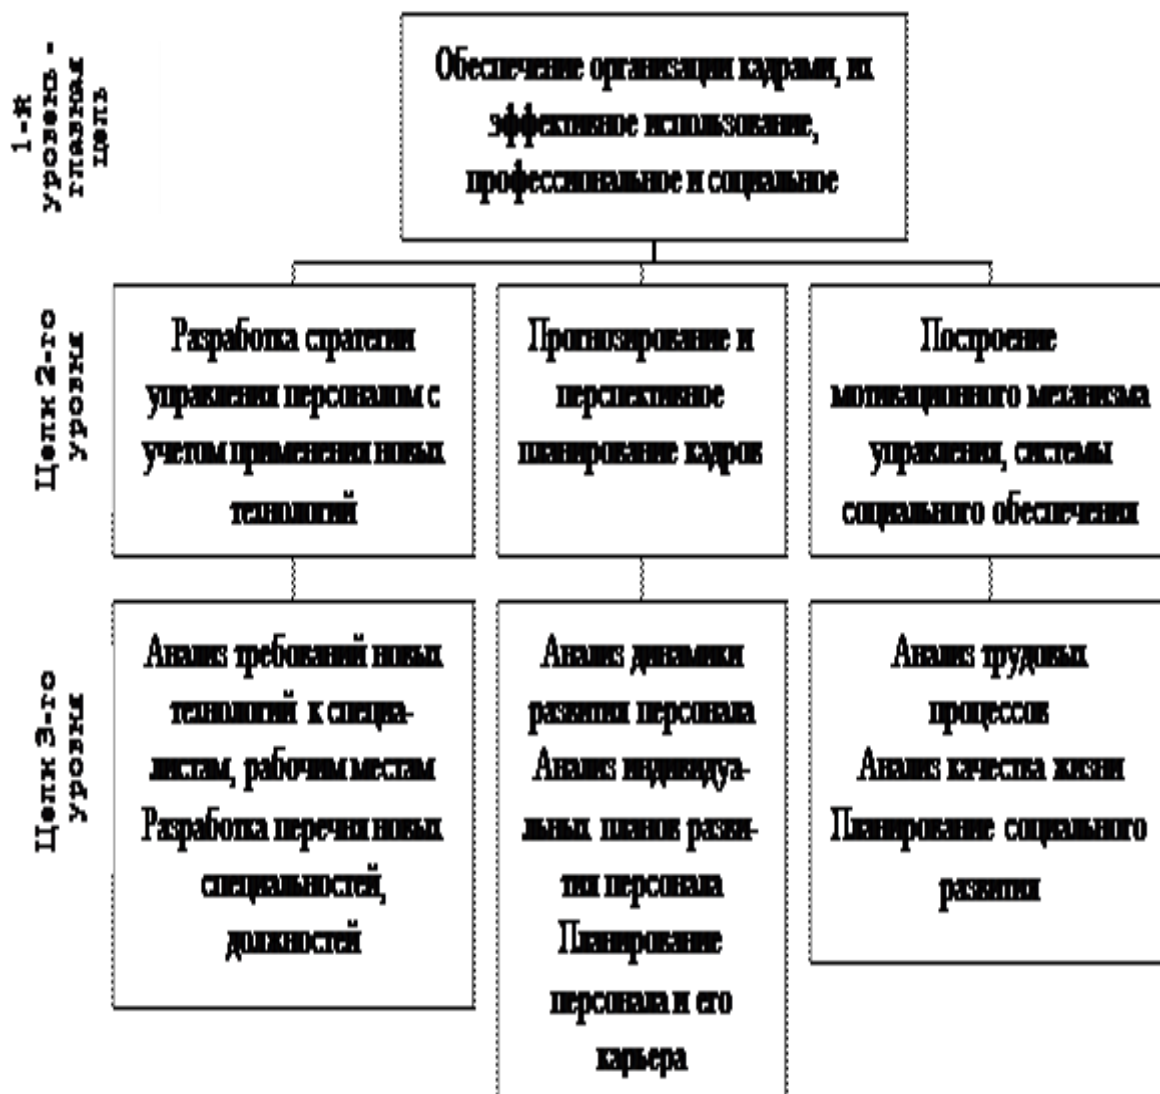 1-я
уровень -
главная
цель
Обеспечение организации кадрами, их
эффективное использование,
профессиональное и социальное
Цели 2-го
уровня
Разработка стратегии
управления персоналом с
учетом применения новых
технологий
Прогнозирование и
перспективное
планирование кадров
Построение
мотивационного механизма
управления, системы
социального обеспечения
Цели 3-го
уровня
Анализ требований новых
технологий к специа-
листам, рабочим местам
Разработка перечня новых
специальностей,
должностей
Анализ динамики
развития персонала
Анализ индивидуа-
льных планов разви-
тия персонала
Планирование
персонала и его
карьера
Анализ трудовых
процессов
Анализ качества жизни
Планирование социального
развития